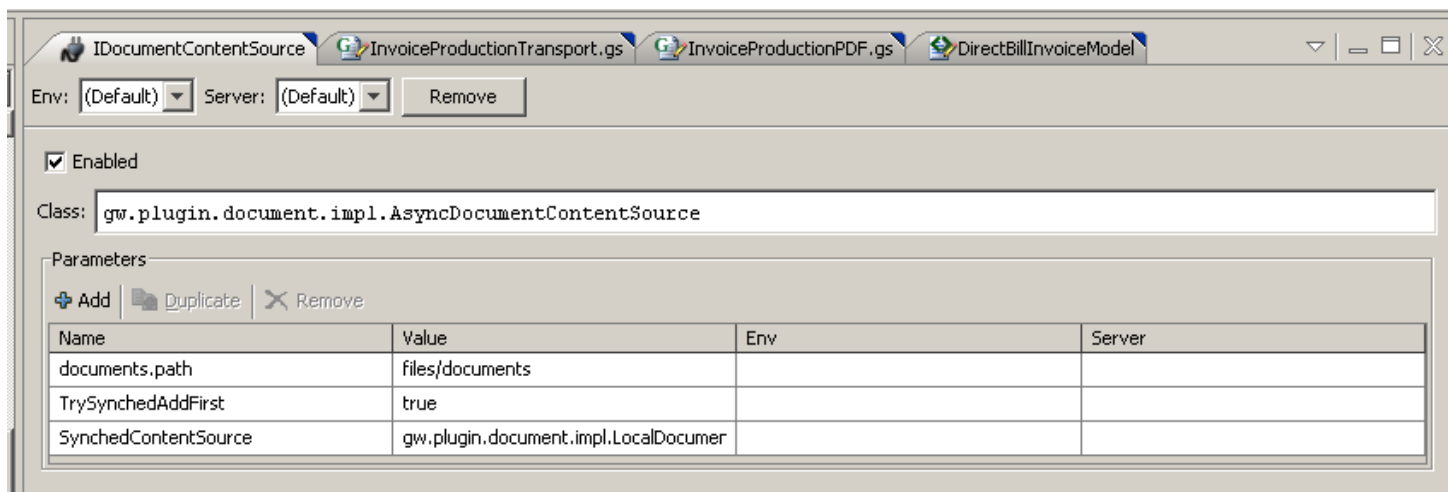 IDocumentContentSource InvoiceProductionTransport.gs InvoiceProductionPDF.gs DirectBillInvoiceModel
Env: (Default) Server: (Default) Remove
Enabled
Class: gw.plugin.document.impl.AsyncDocumentContentSource
Parameters
Add Duplicate Remove
Name Value Env Server
documents.path files/documents
TrySynchedAddFirst true
SynchedContentSource gw.plugin.document.impl.LocalDocumer